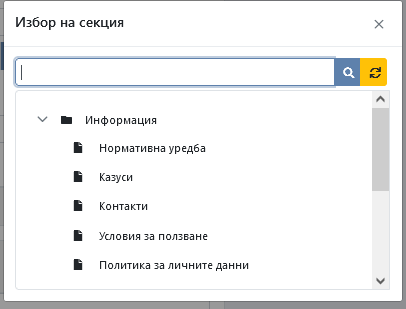 Избор на секция
Информация
Нормативна уредба
Казуси
Контакти
Условия за ползване
Политика за личните данни